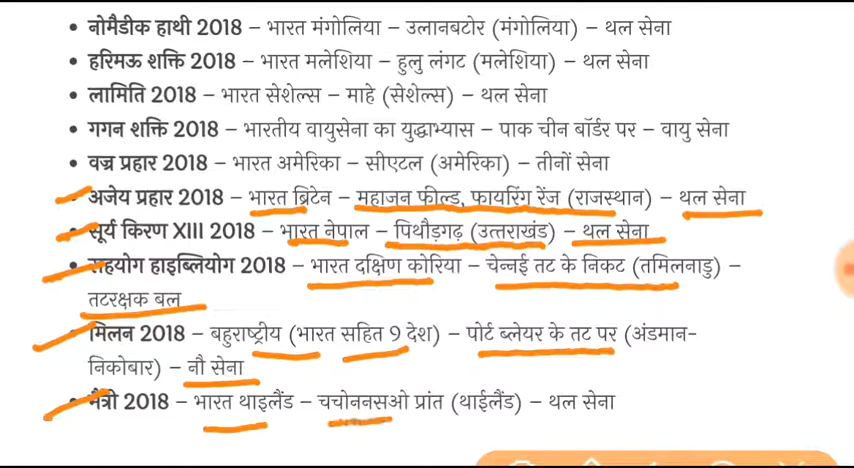 • नोमैडीक हाथी 2018 – भारत मंगोलिया – उलानबटोर (मंगोलिया) – थल सेना
• हरिमऊ शक्ति 2018 – भारत मलेशिया – हुलु लंगट (मलेशिया) – थल सेना
• लामिति 2018 – भारत सेशेल्स – माहे (सेशेल्स) – थल सेना
• गगन शक्ति 2018 – भारतीय वायुसेना का युद्धाभ्यास – पाक चीन बॉर्डर पर – वायु सेना
• वज्र प्रहार 2018 – भारत अमेरिका – सीएटल (अमेरिका) – तीनों सेना
• अजेय प्रहार 2018 – भारत ब्रिटेन – महाजन फील्ड, फायरिंग रेंज (राजस्थान) – थल सेना
• सूर्य किरण XIII 2018 – भारत नेपाल – पिथौड़गढ़ (उत्तराखंड) – थल सेना
• सहयोग हाइब्लियोग 2018 – भारत दक्षिण कोरिया – चेन्नई तट के निकट (तमिलनाडु) –
तटरक्षक बल
• मिलन 2018 – बहुराष्ट्रीय (भारत सहित 9 देश) – पोर्ट ब्लेयर के तट पर (अंडमान-
निकोबार) – नौ सेना
• मैत्री 2018 – भारत थाइलैंड – चचोननसओ प्रांत (थाईलैंड) – थल सेना